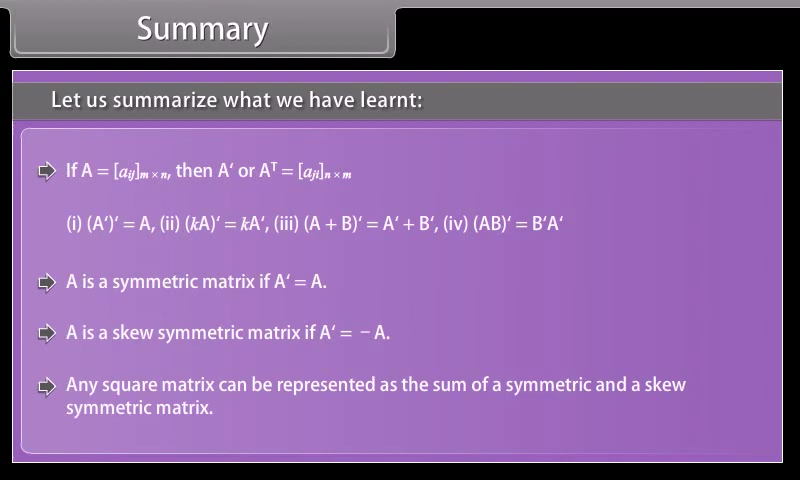 Summary
Let us summarize what we have learnt:
If A = [aij]m × n, then A‘ or Aᵀ = [aji]n × m
(i) (A‘)‘ = A, (ii) (kA)‘ = kA‘, (iii) (A + B)‘ = A‘ + B‘, (iv) (AB)‘ = B‘A‘
A is a symmetric matrix if A‘ = A.
A is a skew symmetric matrix if A‘ = – A.
Any square matrix can be represented as the sum of a symmetric and a skew
symmetric matrix.